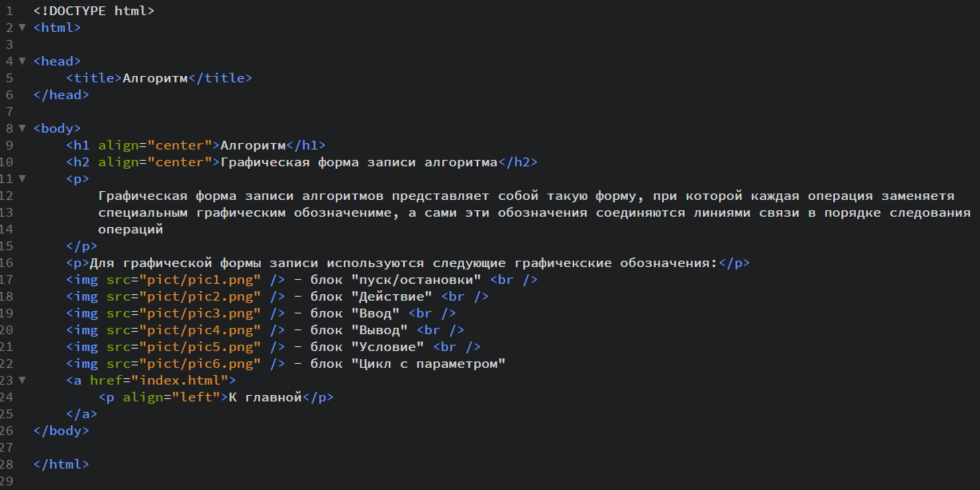 1 <!DOCTYPE html>
2 <html>
3
4 <head>
5 <title>Алгоритм</title>
6 </head>
7
8 <body>
9 <h1 align="center">Алгоритм</h1>
10 <h2 align="center">Графическая форма записи алгоритма</h2>
11 <p>
12 Графическая форма записи алгоритмов представляет собой такую форму, при которой каждая операция заменяетя
13 специальным графическим обозначениме, а сами эти обозначения соединяются линиями связи в порядке следования
14 операций
15 </p>
16 <p>Для графической формы записи используются следующие графичекские обозначения:</p>
17 <img src="pict/pic1.png" /> - блок "пуск/остановки" <br />
18 <img src="pict/pic2.png" /> - блок "Действие" <br />
19 <img src="pict/pic3.png" /> - блок "Ввод" <br />
20 <img src="pict/pic4.png" /> - блок "Вывод" <br />
21 <img src="pict/pic5.png" /> - блок "Условие" <br />
22 <img src="pict/pic6.png" /> - блок "Цикл с параметром"
23 <a href="index.html">
24 <p align="left">К главной</p>
25 </a>
26 </body>
27
28 </html>
29